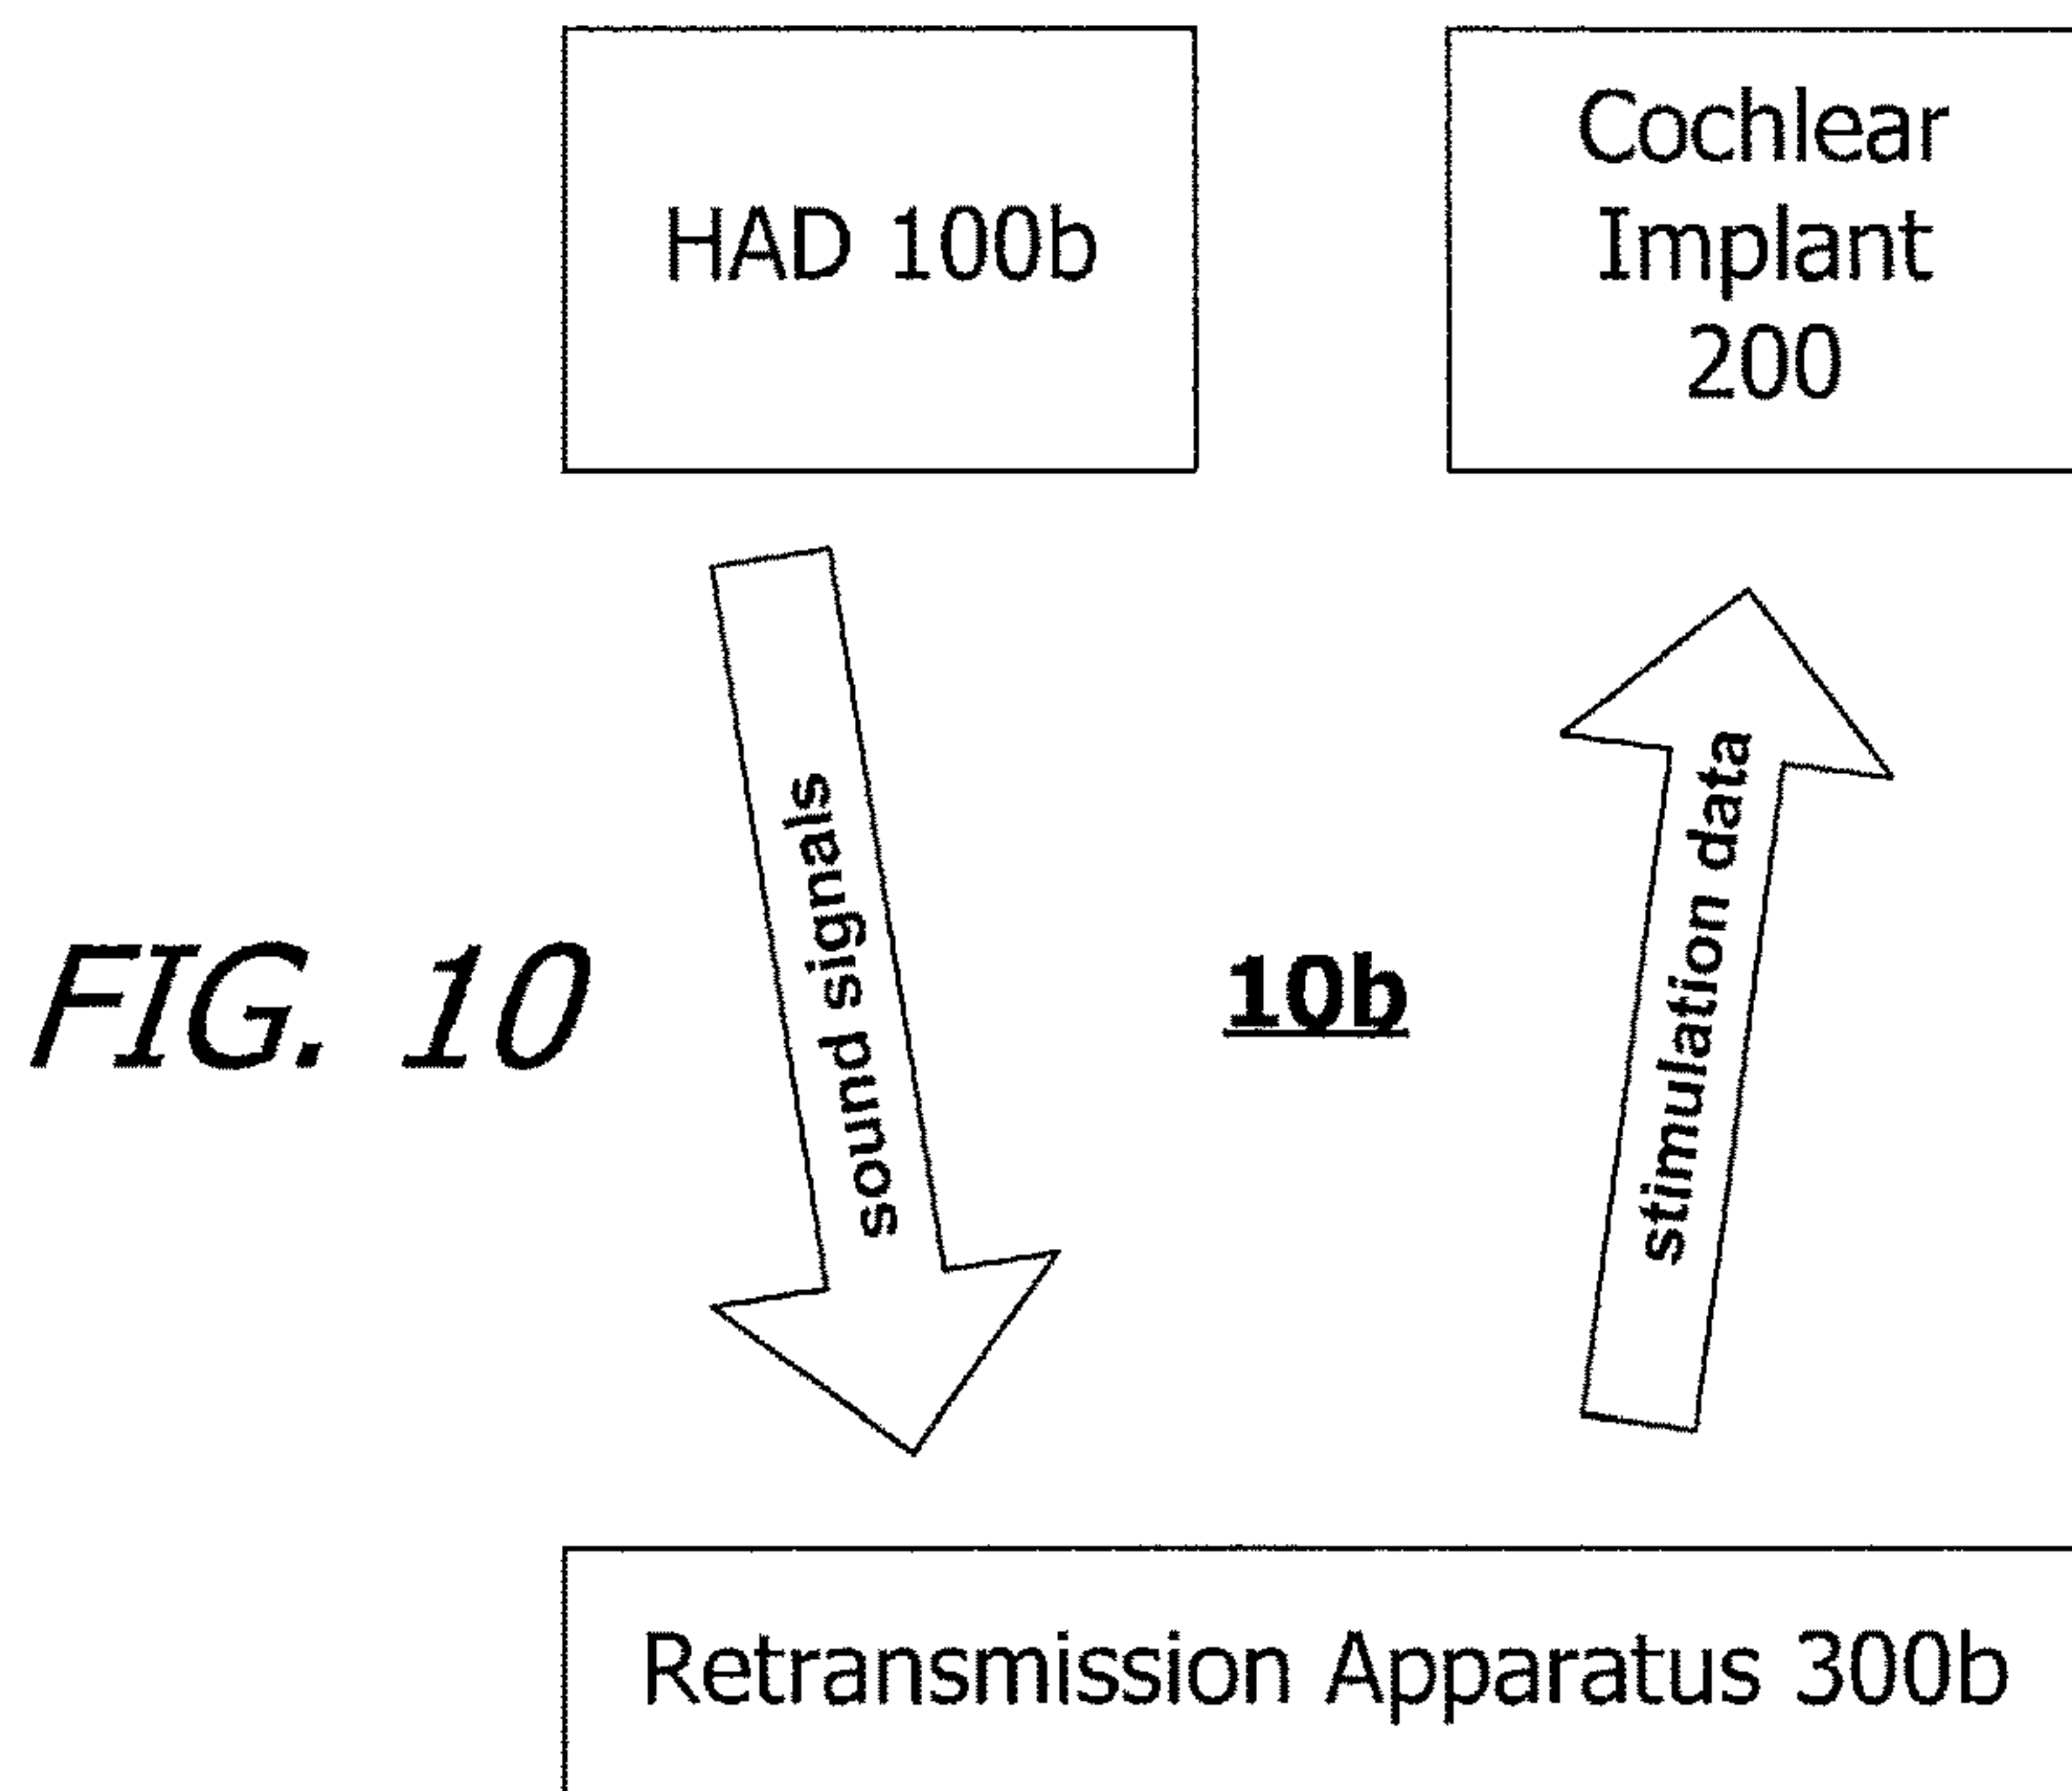 HAD 100b
Cochlear
Implant
200
sound signals
stimulation data
10b
FIG. 10
Retransmission Apparatus 300b